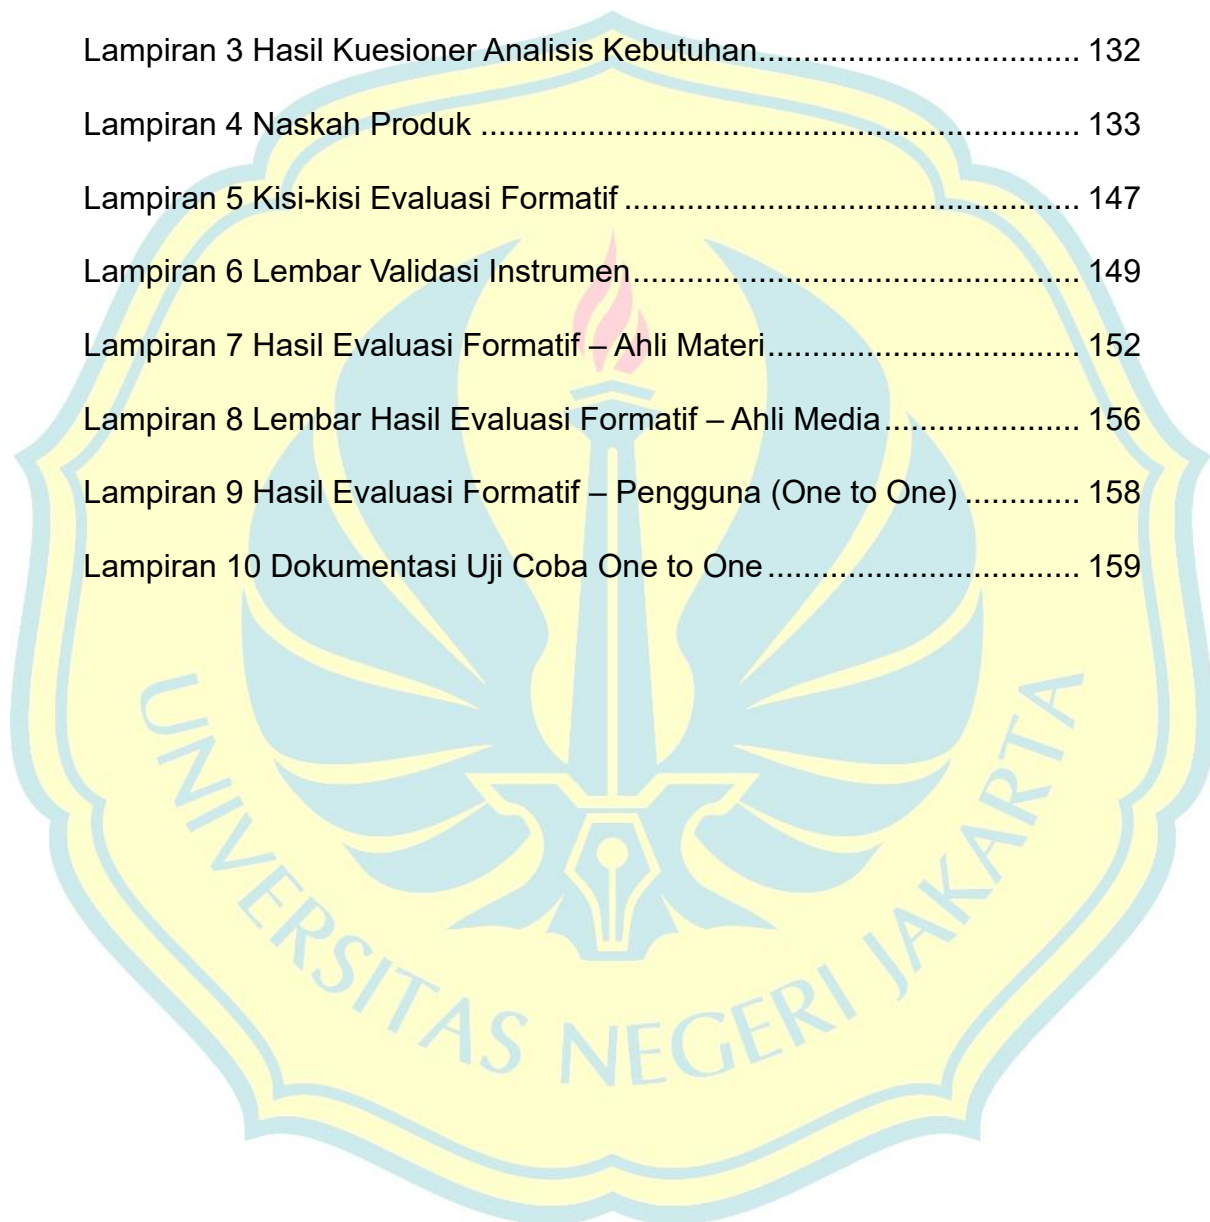 Lampiran 3 Hasil Kuesioner Analisis Kebutuhan.................................... 132
Lampiran 4 Naskah Produk .................................................................. 133
Lampiran 5 Kisi-kisi Evaluasi Formatif .................................................. 147
Lampiran 6 Lembar Validasi Instrumen.................................................. 149
Lampiran 7 Hasil Evaluasi Formatif – Ahli Materi................................... 152
Lampiran 8 Lembar Hasil Evaluasi Formatif – Ahli Media...................... 156
Lampiran 9 Hasil Evaluasi Formatif – Pengguna (One to One) ............. 158
Lampiran 10 Dokumentasi Uji Coba One to One................................... 159
UNIVERSITAS NEGERI JAKARTA